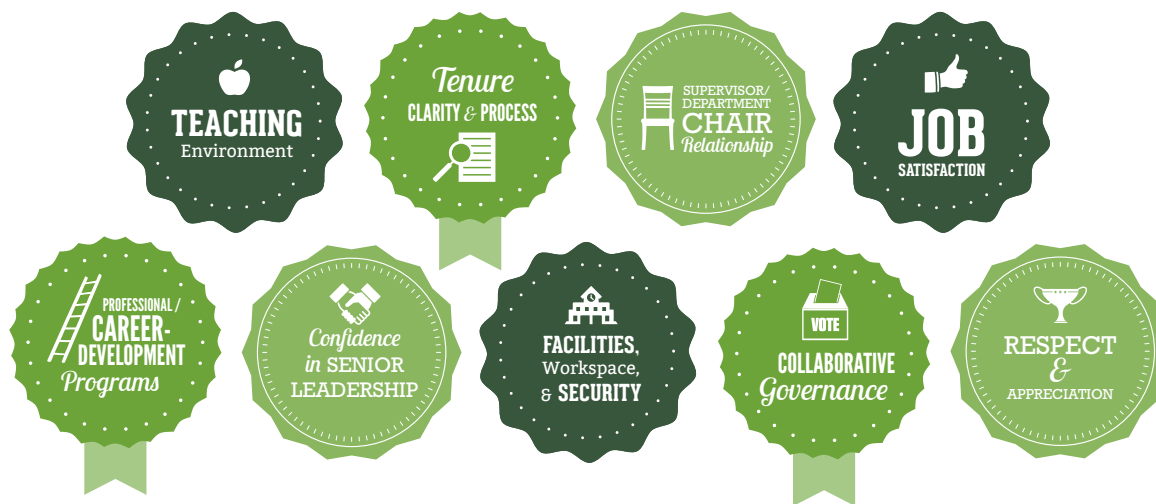 TEACHING
Environment
Tenure
CLARITY & PROCESS
SUPERVISOR/
DEPARTMENT
CHAIR
Relationship
JOB
SATISFACTION
PROFESSIONAL /
CAREER-
DEVELOPMENT
Programs
Confidence
in SENIOR
LEADERSHIP
FACILITIES,
Workspace,
& SECURITY
VOTE
COLLABORATIVE
Governance
RESPECT
&
APPRECIATION